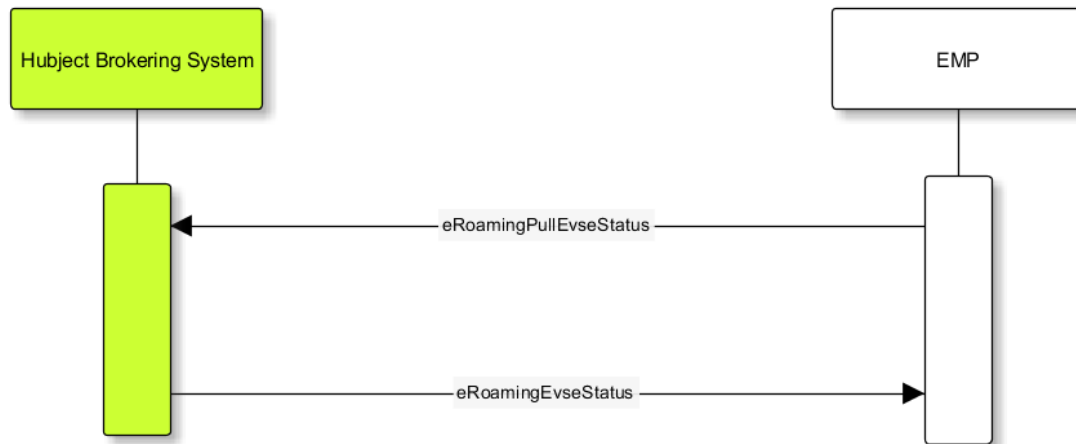 Hubject Brokering System
EMP
eRoamingPullEvseStatus
eRoamingEvseStatus